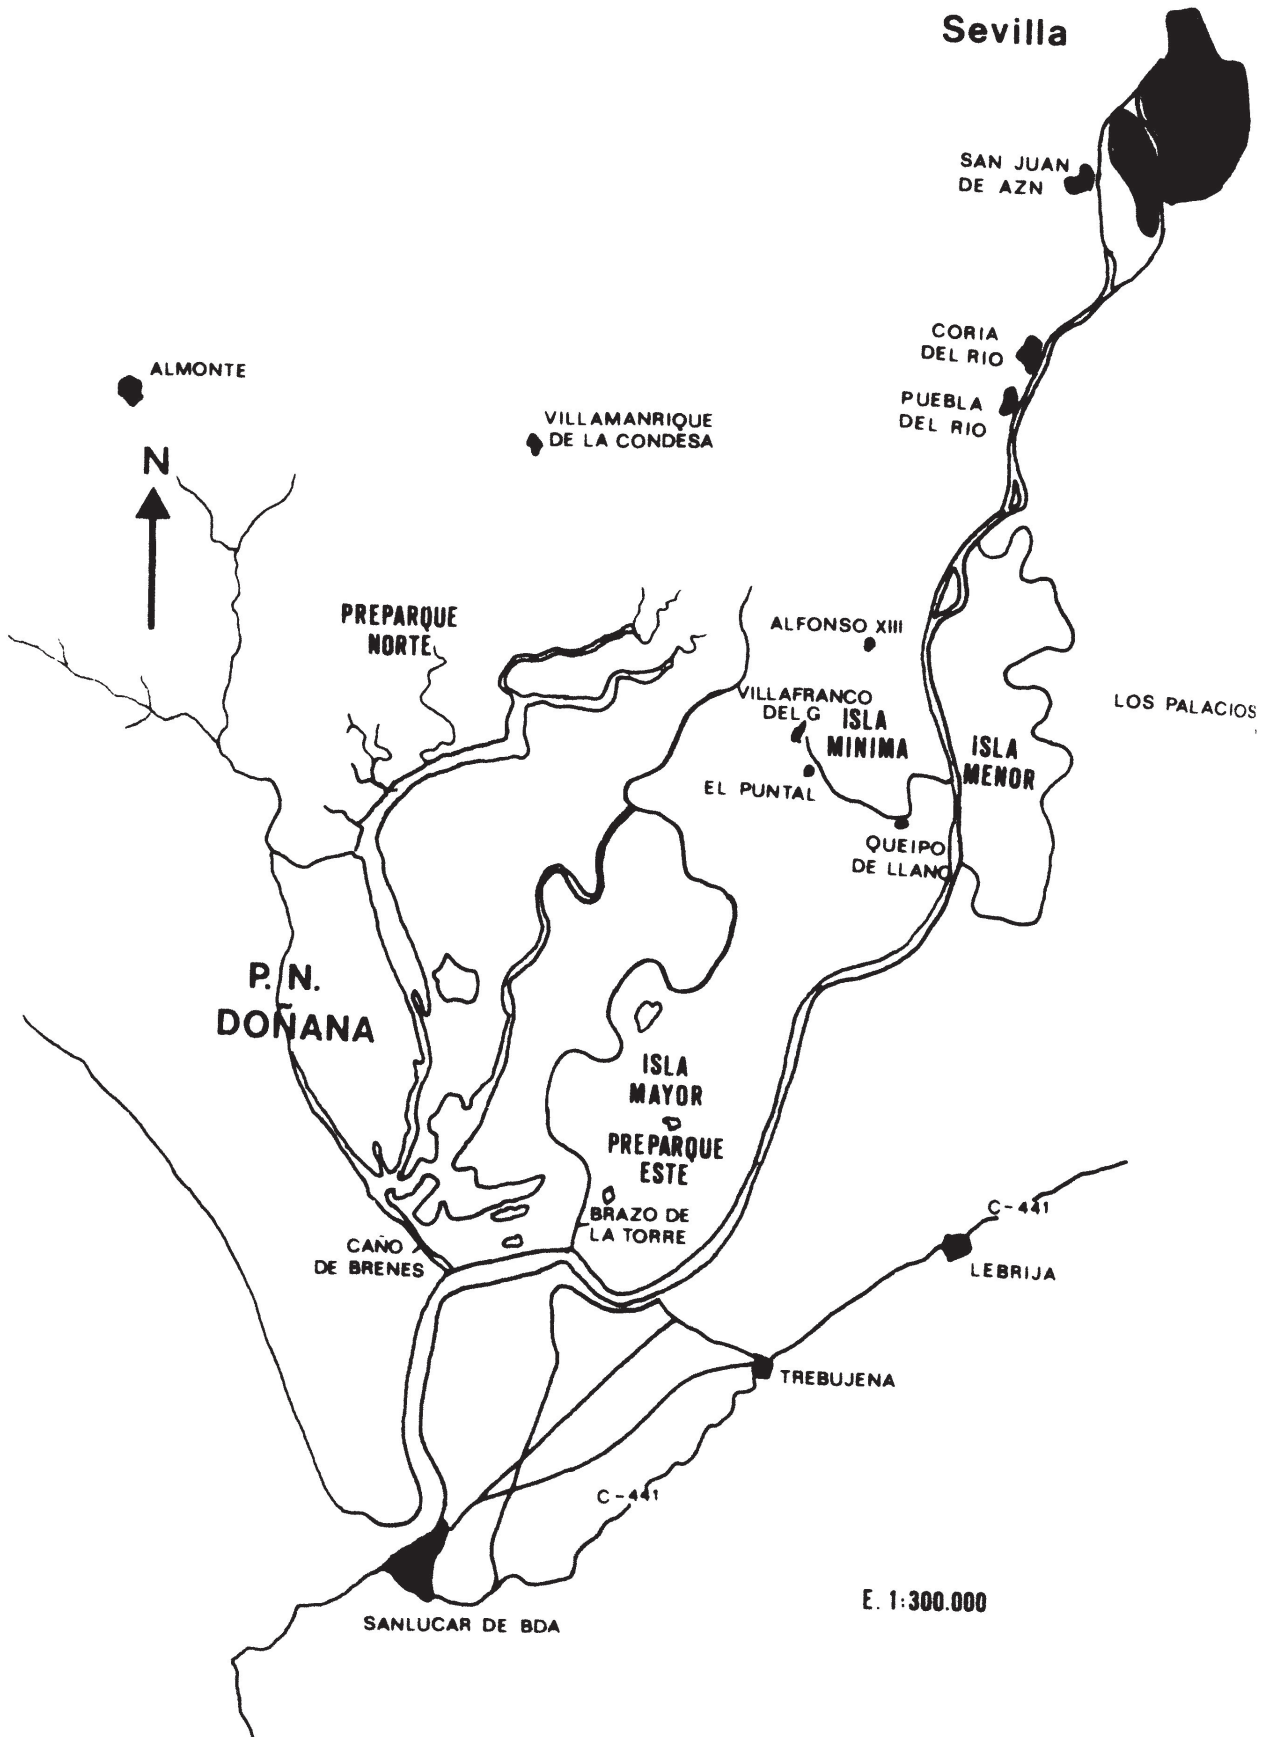 Sevilla
SAN JUAN
DE AZN
CORIA
DEL RIO
ALMONTE
PUEBLA
DEL RIO
VILLAMANRIQUE
DE LA CONDESA
N
PREPARQUE
NORTE
ALFONSO XIII
VILLAFRANCO
DEL G
ISLA
MINIMA
LOS PALACIOS
ISLA
MENOR
EL PUNTAL
QUEIPO
DE LLANO
P. N.
DOÑANA
ISLA
MAYOR
PREPARQUE
ESTE
BRAZO DE
LA TORRE
C-441
CAÑO
DE BRENES
LEBRIJA
TREBUJENA
C-441
E. 1:300.000
SANLUCAR DE BDA